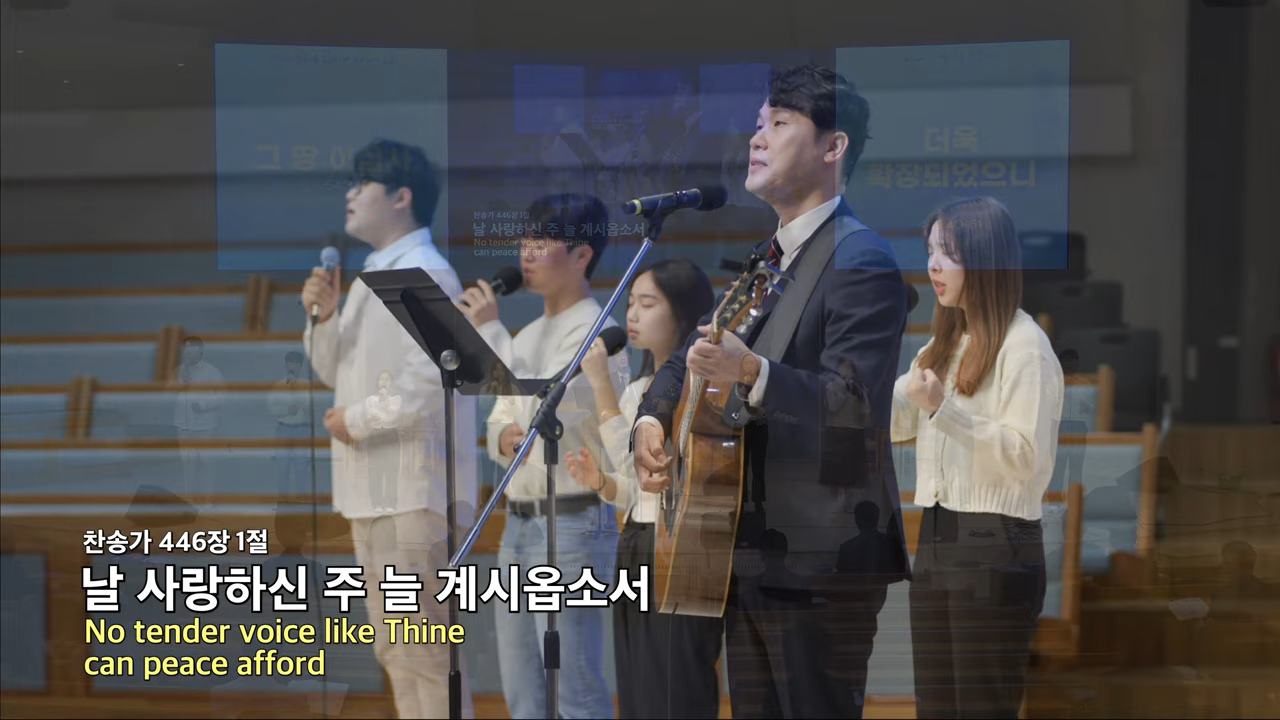 그 땅
더욱
확장되었으니
찬송가 446장 1절
날 사랑하신 주 늘 계시옵소서
No tender voice like Thine
can peace afford
찬송가 446장 1절
날 사랑하신 주 늘 계시옵소서
No tender voice like Thine
can peace afford